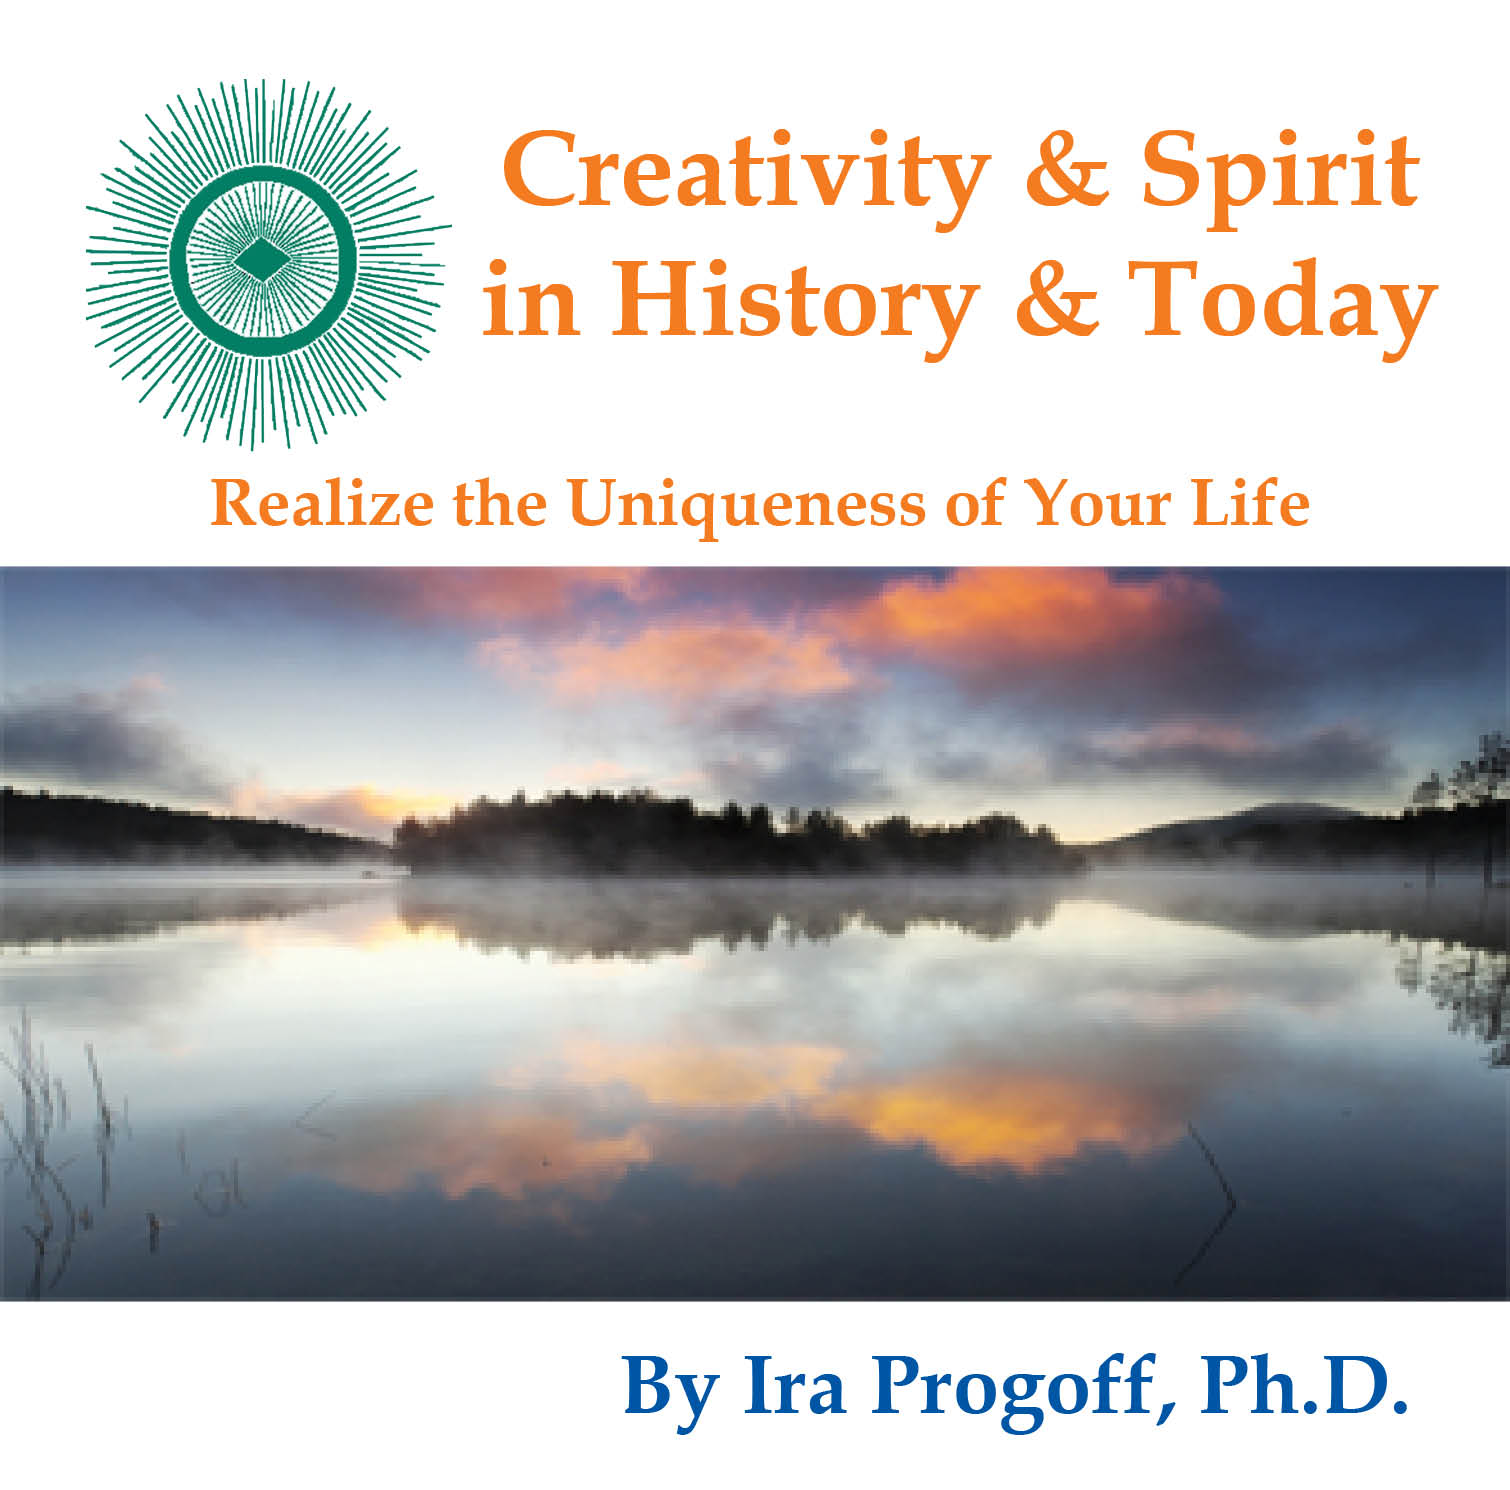 Creativity & Spirit
in History & Today
Realize the Uniqueness of Your Life
By Ira Progoff, Ph.D.